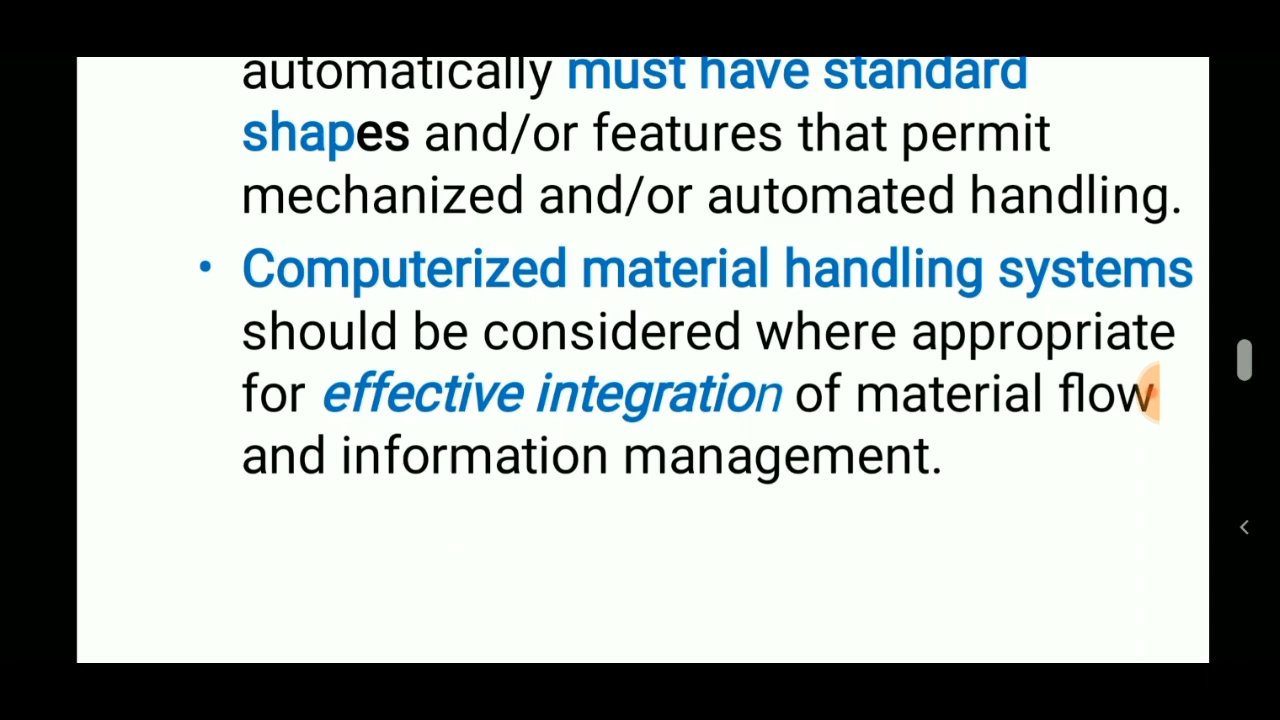 automatically must have standard
shapes and/or features that permit
mechanized and/or automated handling.
• Computerized material handling systems
should be considered where appropriate
for effective integration of material flow
and information management.